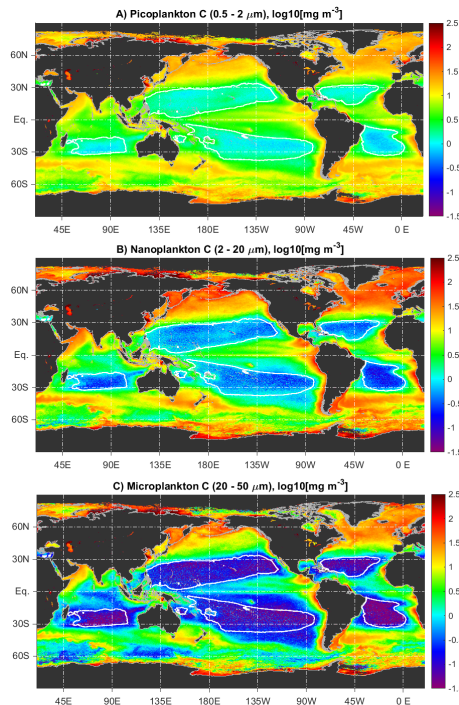 A) Picoplankton C (0.5 - 2 μm), log10[mg m⁻³]
2.5
2
60N
1.5
30N
1
Eq.
0.5
0
30S
-0.5
60S
-1
-1.5
45E 90E 135E 180E 135W 90W 45W 0 E
B) Nanoplankton C (2 - 20 μm), log10[mg m⁻³]
2.5
2
60N
1.5
30N
1
Eq.
0.5
0
30S
-0.5
60S
-1
-1.5
45E 90E 135E 180E 135W 90W 45W 0 E
C) Microplankton C (20 - 50 μm), log10[mg m⁻³]
2.5
2
60N
1.5
30N
1
Eq.
0.5
0
30S
-0.5
60S
-1
-1.
45E 90E 135E 180E 135W 90W 45W 0 E